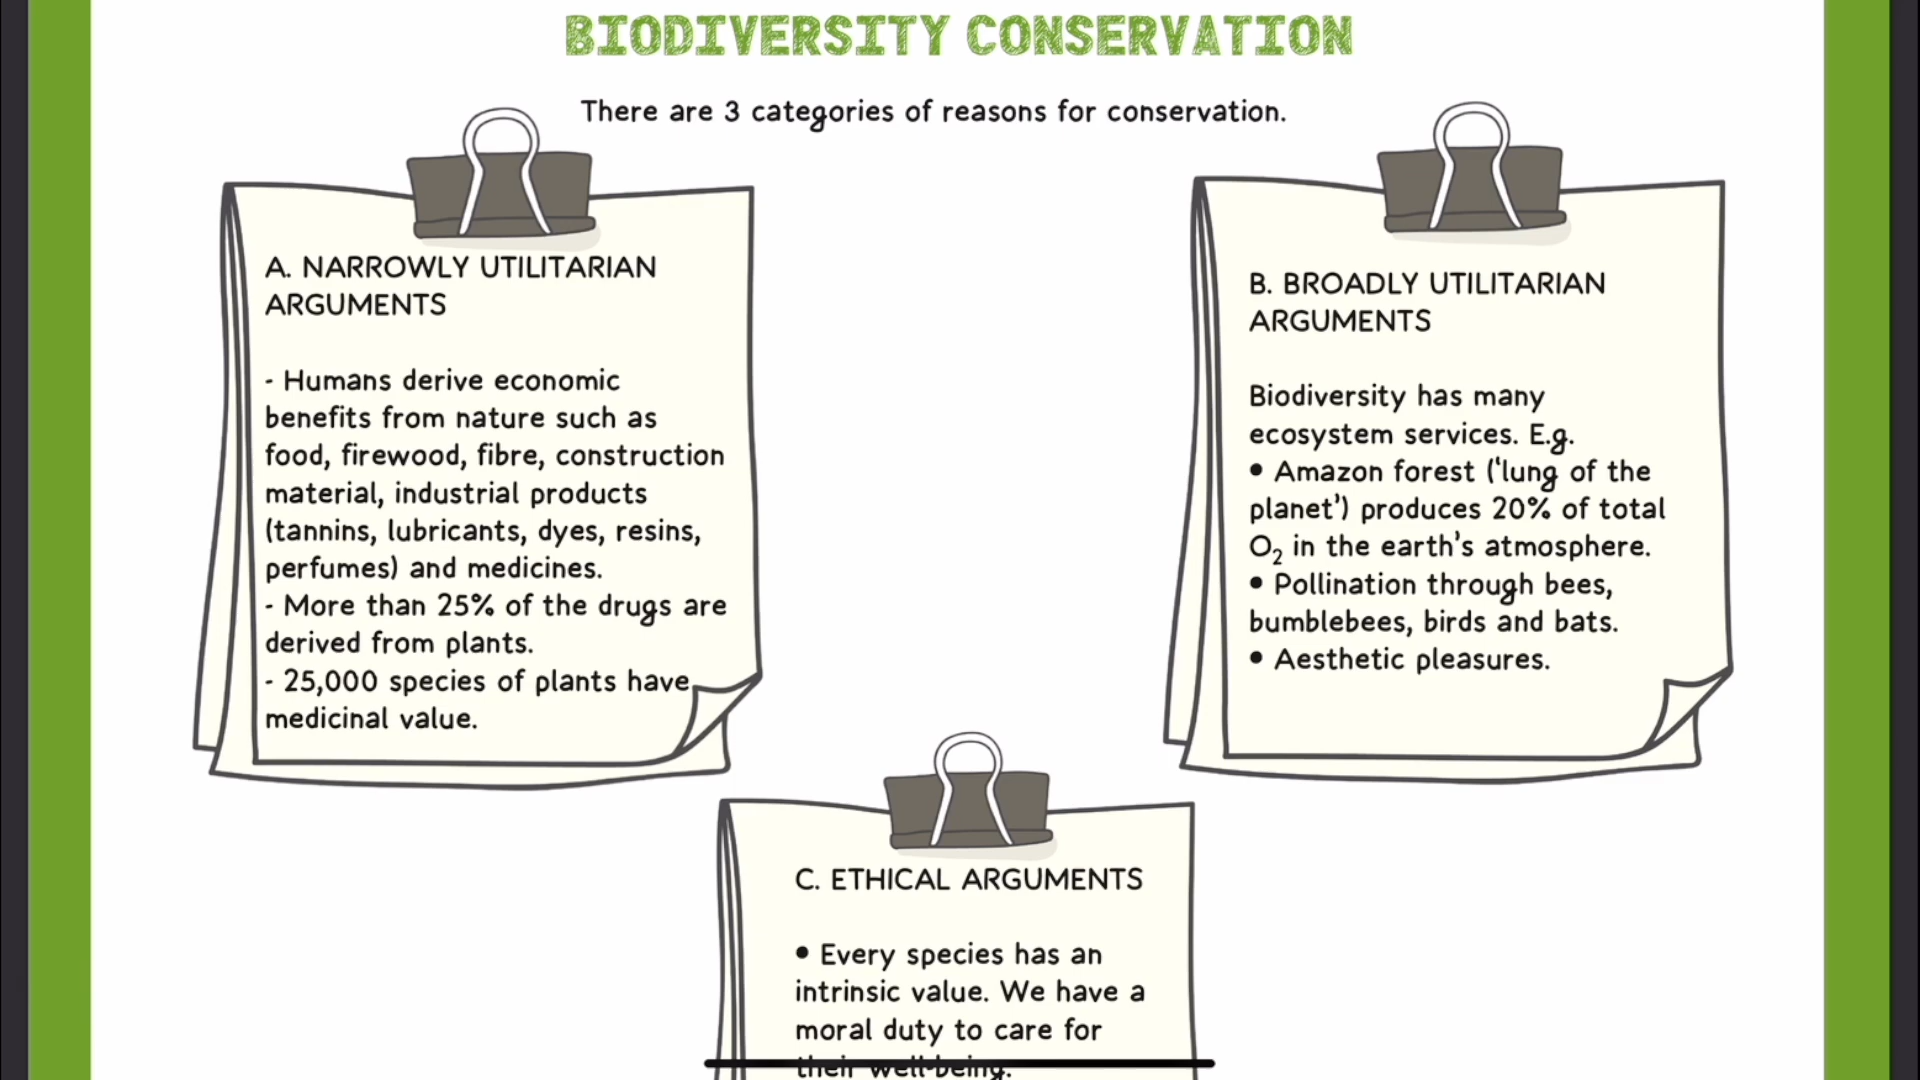 BIODIVERSITY CONSERVATION
There are 3 categories of reasons for conservation.
A. NARROWLY UTILITARIAN
ARGUMENTS
- Humans derive economic
benefits from nature such as
food, firewood, fibre, construction
material, industrial products
(tannins, lubricants, dyes, resins,
perfumes) and medicines.
- More than 25% of the drugs are
derived from plants.
- 25,000 species of plants have
medicinal value.
B. BROADLY UTILITARIAN
ARGUMENTS
Biodiversity has many
ecosystem services. E.g.
• Amazon forest (‘lung of the
planet’) produces 20% of total
O₂ in the earth’s atmosphere.
• Pollination through bees,
bumblebees, birds and bats.
• Aesthetic pleasures.
C. ETHICAL ARGUMENTS
• Every species has an
intrinsic value. We have a
moral duty to care for
their well-being.